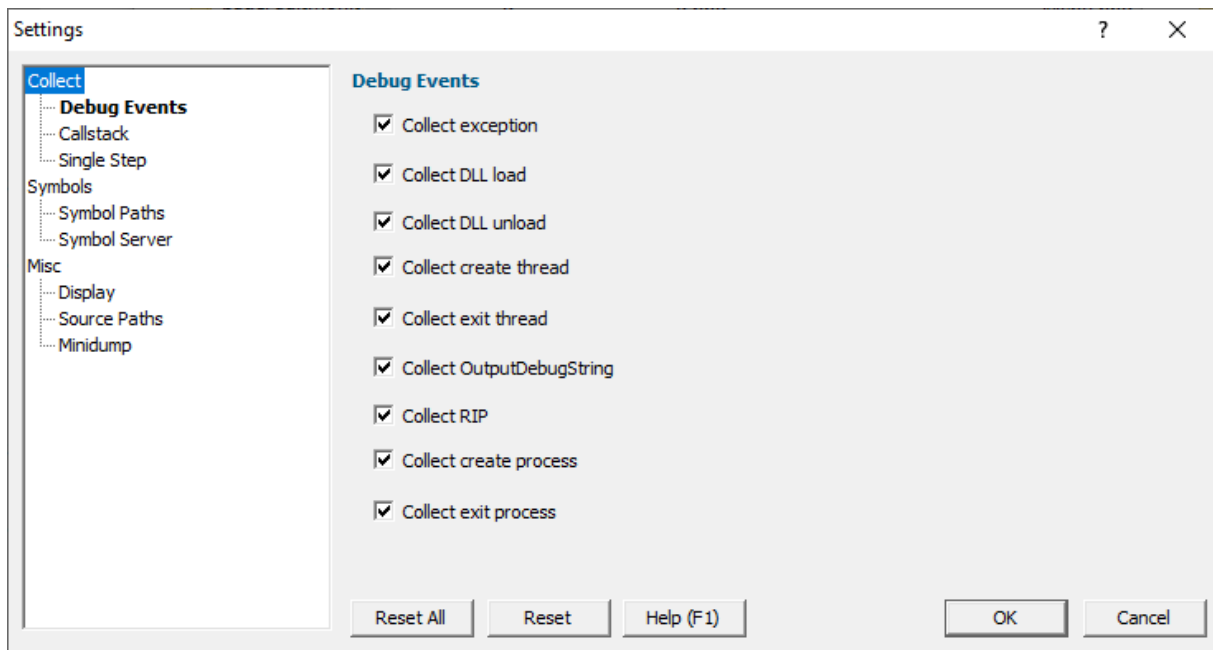 Settings
?
Collect
Debug Events
Callstack
Single Step
Symbols
Symbol Paths
Symbol Server
Misc
Display
Source Paths
Minidump
Debug Events
Collect exception
Collect DLL load
Collect DLL unload
Collect create thread
Collect exit thread
Collect OutputDebugString
Collect RIP
Collect create process
Collect exit process
Reset All
Reset
Help (F1)
OK
Cancel